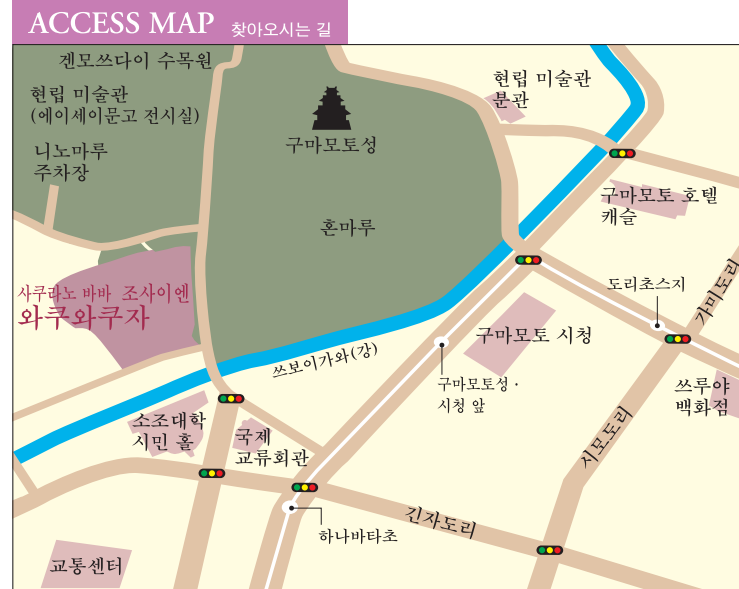 ACCESS MAP 찾아오시는 길
겐모쓰다이 수목원
현립 미술관
(에이세이문고 전시실)
니노마루
주차장
구마모토성
혼마루
현립 미술관
분관
구마모토 호텔
캐슬
도리초스지
가미도리
사쿠라노 바바 조사이엔
와쿠와쿠자
구마모토 시청
쓰보이가와(강)
구마모토성·
시청 앞
쓰루야
백화점
소조대학
시민 홀
국제
교류회관
시모도리
긴자도리
하나바타초
교통센터